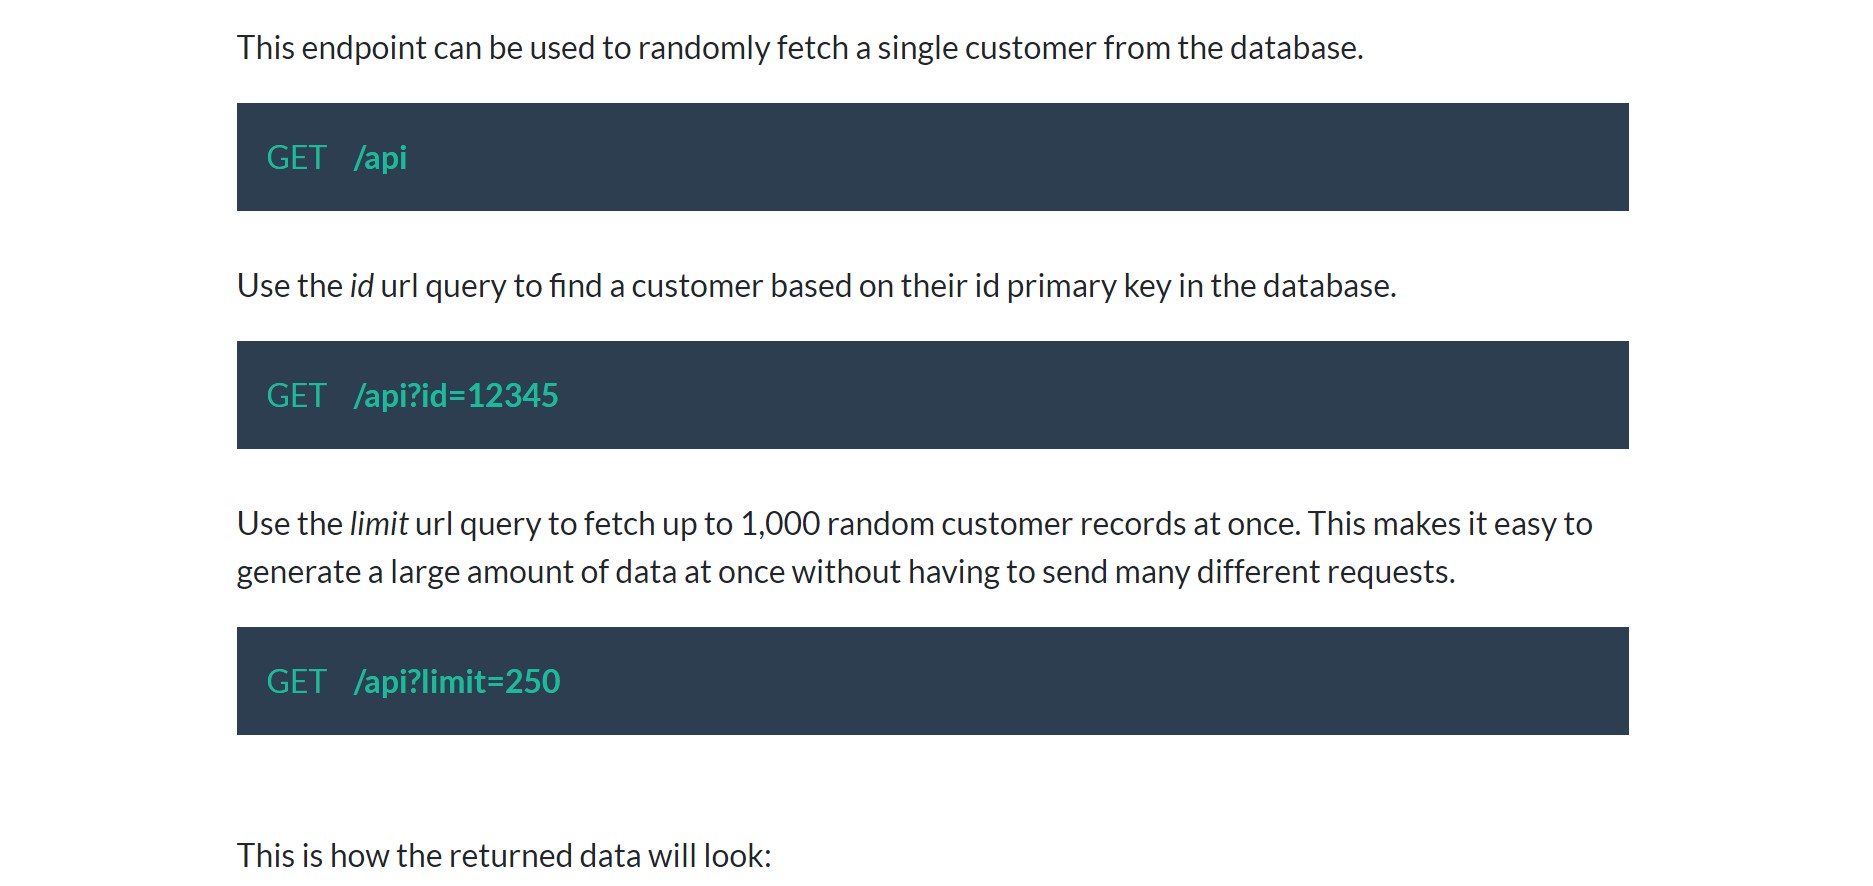 This endpoint can be used to randomly fetch a single customer from the database.
GET /api
Use the id url query to find a customer based on their id primary key in the database.
GET /api?id=12345
Use the limit url query to fetch up to 1,000 random customer records at once. This makes it easy to
generate a large amount of data at once without having to send many different requests.
GET /api?limit=250
This is how the returned data will look: